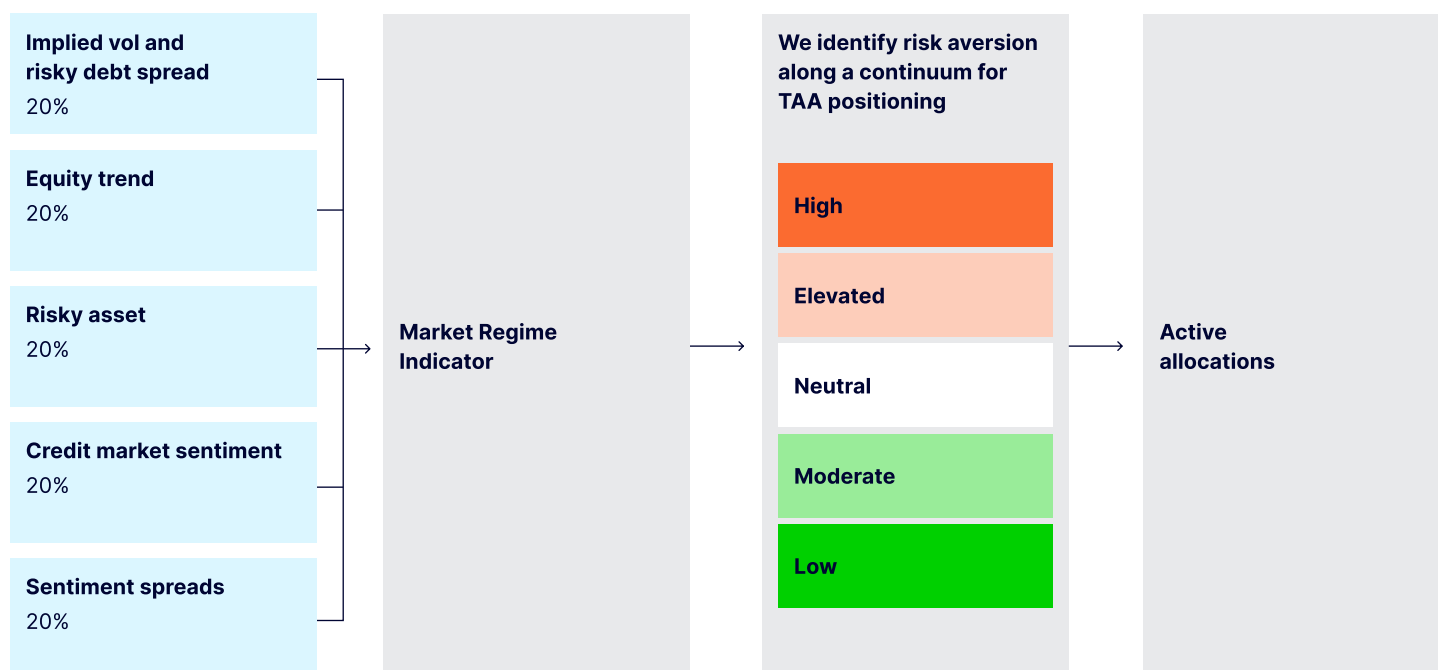 Implied vol and
risky debt spread
20%
Equity trend
20%
Risky asset
20%
Credit market sentiment
20%
Sentiment spreads
20%
Market Regime
Indicator
We identify risk aversion
along a continuum for
TAA positioning
High
Elevated
Neutral
Moderate
Low
Active
allocations